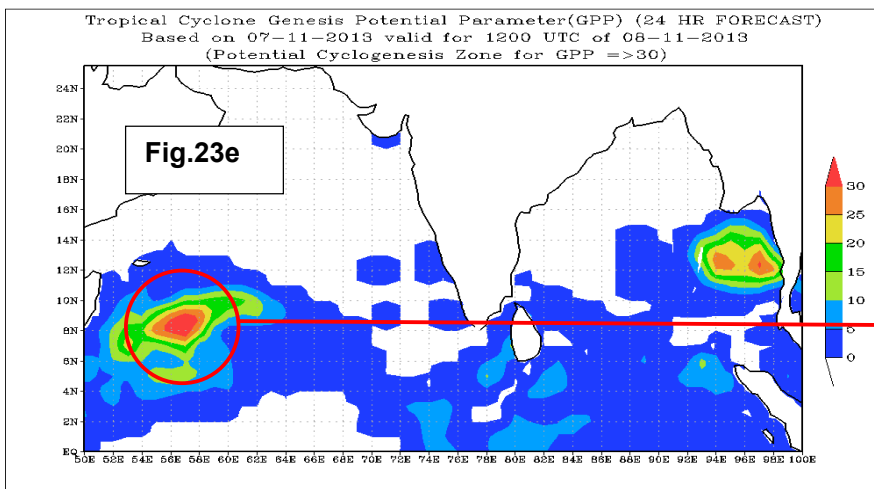 Tropical Cyclone Genesis Potential Parameter(GPP) (24 HR FORECAST)
Based on 07-11-2013 valid for 1200 UTC of 08-11-2013
(Potential Cyclogenesis Zone for GPP =>30)
Fig.23e
24N
22N
20N
18N
16N
14N
12N
10N
8N
6N
4N
2N
EQ
50E 52E 54E 56E 58E 60E 62E 64E 66E 68E 70E 72E 74E 76E 78E 80E 82E 84E 86E 88E 90E 92E 94E 96E 98E 100E
30
25
20
15
10
5
0